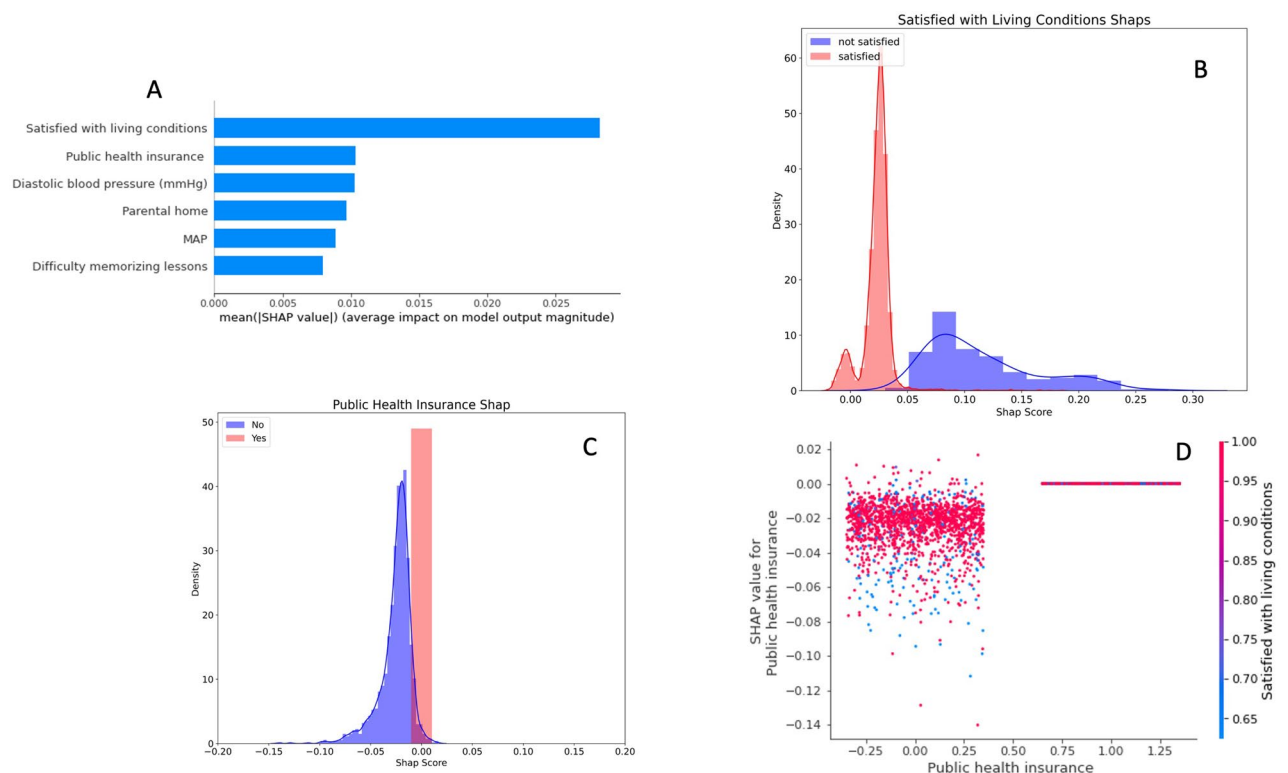 A
Satisfied with living conditions
Public health insurance
Diastolic blood pressure (mmHg)
Parental home
MAP
Difficulty memorizing lessons
0.000 0.005 0.010 0.015 0.020 0.025
mean(|SHAP value|) (average impact on model output magnitude)
Satisfied with Living Conditions Shaps
not satisfied
satisfied
B
60
50
40
30
20
10
0
Density
0.00 0.05 0.10 0.15 0.20 0.25 0.30
Shap Score
Public Health Insurance Shap
No
Yes
C
50
40
30
20
10
0
Density
−0.20 −0.15 −0.10 −0.05 0.00 0.05 0.10 0.15 0.20
Shap Score
D
0.02
0.00
−0.02
−0.04
−0.06
−0.08
−0.10
−0.12
−0.14
SHAP value for
Public health insurance
−0.25 0.00 0.25 0.50 0.75 1.00 1.25
Public health insurance
1.00
0.95
0.90
0.85
0.80
0.75
0.70
0.65
Satisfied with living conditions